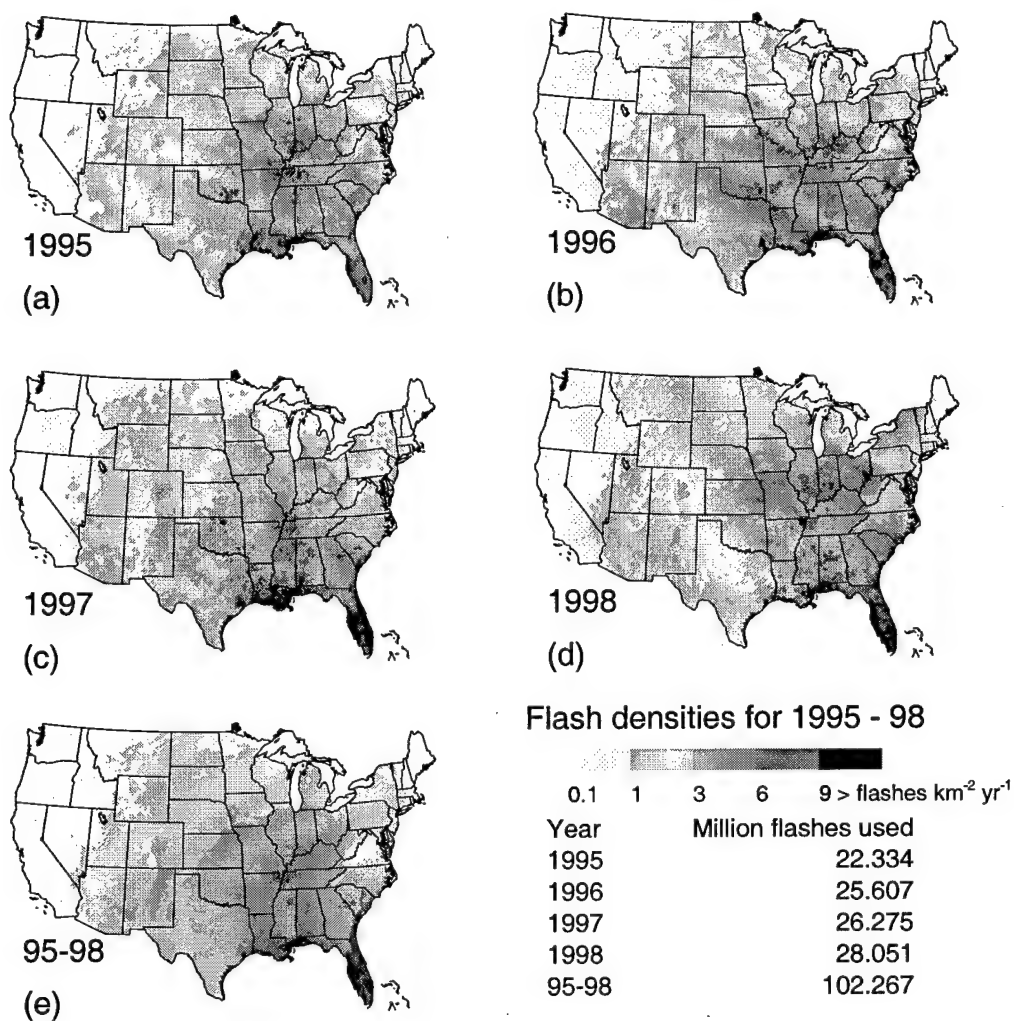 1995
(a)
1996
(b)
1997
(c)
1998
(d)
95-98
(e)
Flash densities for 1995 - 98
0.1 1 3 6 9 > flashes km⁻² yr⁻¹
Year Million flashes used
1995 22.334
1996 25.607
1997 26.275
1998 28.051
95-98 102.267